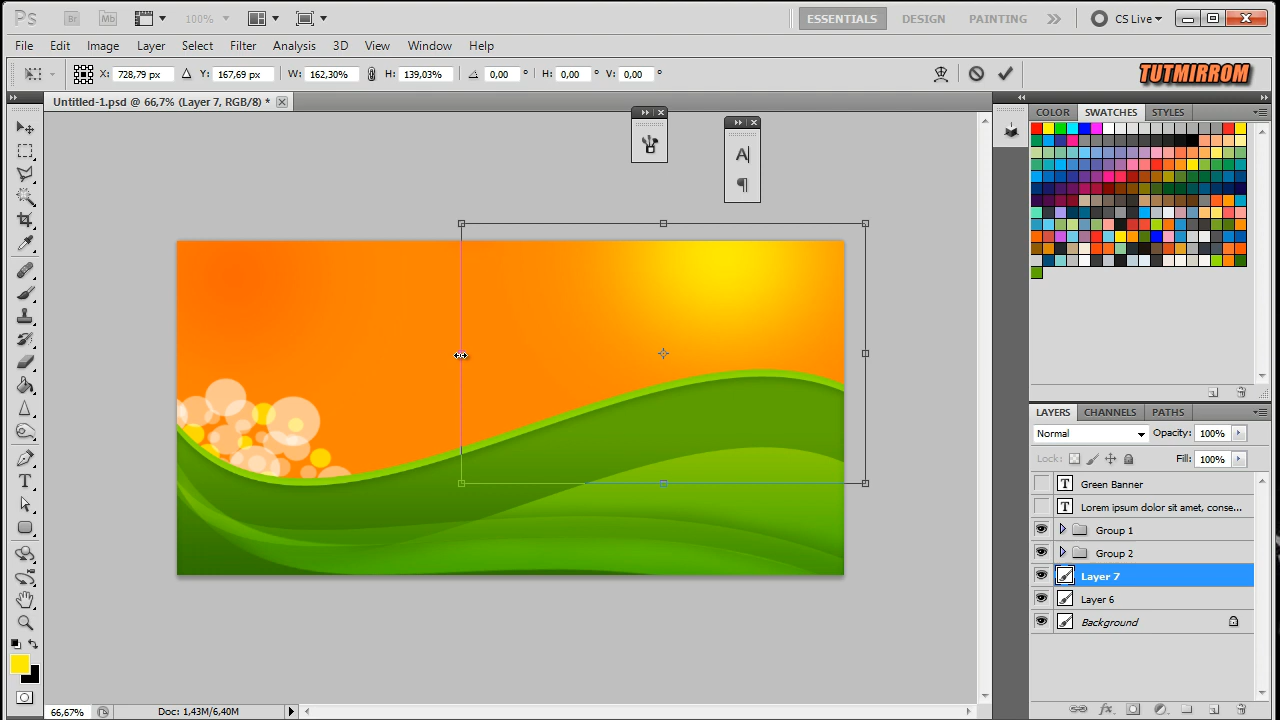 Ps Br Mb 100% ESSENTIALS DESIGN PAINTING CS Live
File Edit Image Layer Select Filter Analysis 3D View Window Help
X: 728,79 px Y: 167,69 px W: 162,30% H: 139,03% 0,00 ° H: 0,00 ° V: 0,00 °
TUTMIRROM
Untitled-1.psd @ 66,7% (Layer 7, RGB/8) *
COLOR SWATCHES STYLES
A
¶
T
LAYERS CHANNELS PATHS
Normal Opacity: 100%
Lock: Fill: 100%
T Green Banner
T Lorem ipsum dolor sit amet, conse...
Group 1
Group 2
Layer 7
Layer 6
Background
66,67% Doc: 1,43M/6,40M